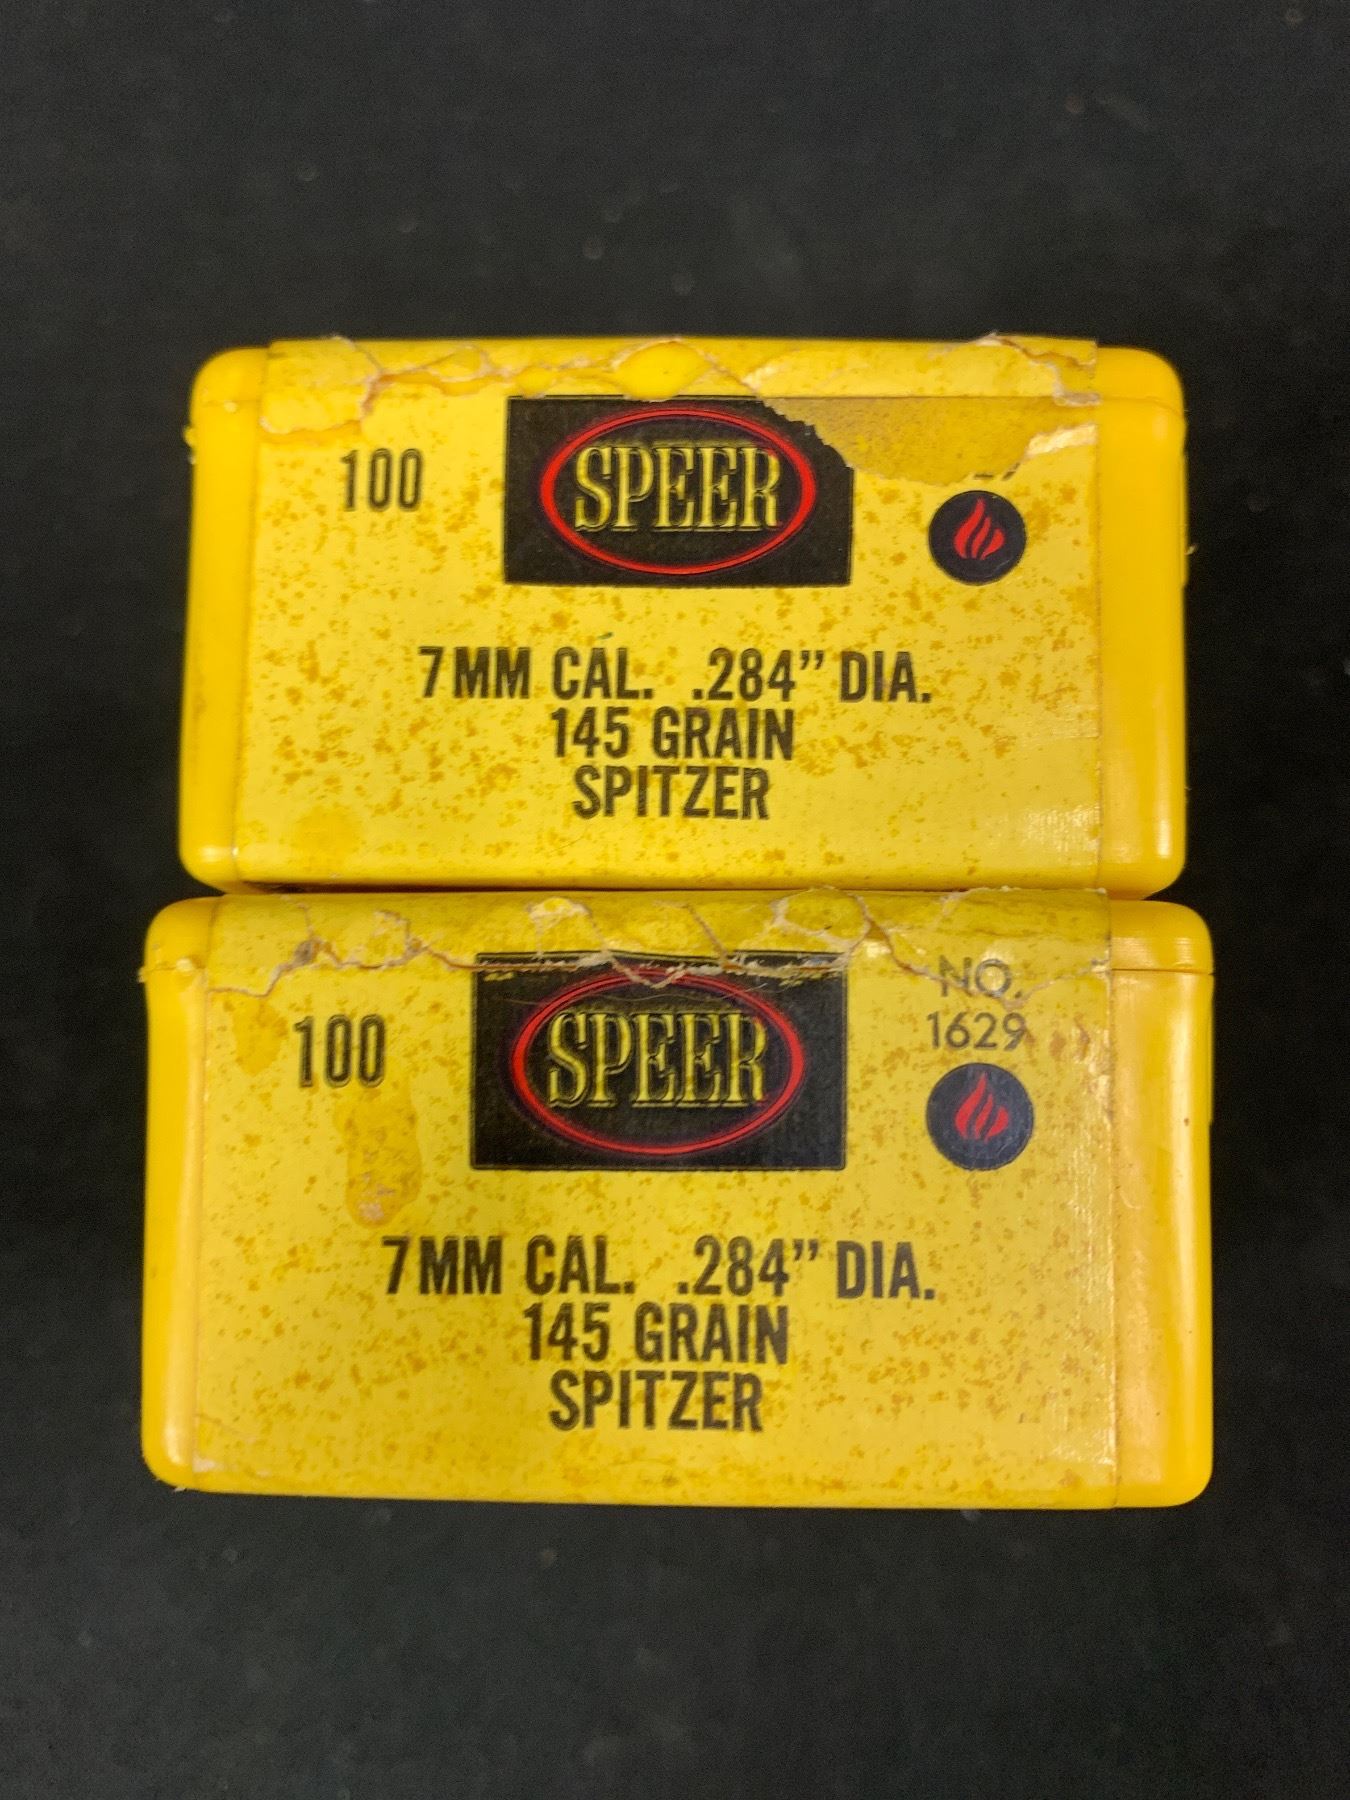 100
SPEER
7MM CAL. .284" DIA.
145 GRAIN
SPITZER
100
SPEER
NO.
1629
7MM CAL. .284" DIA.
145 GRAIN
SPITZER